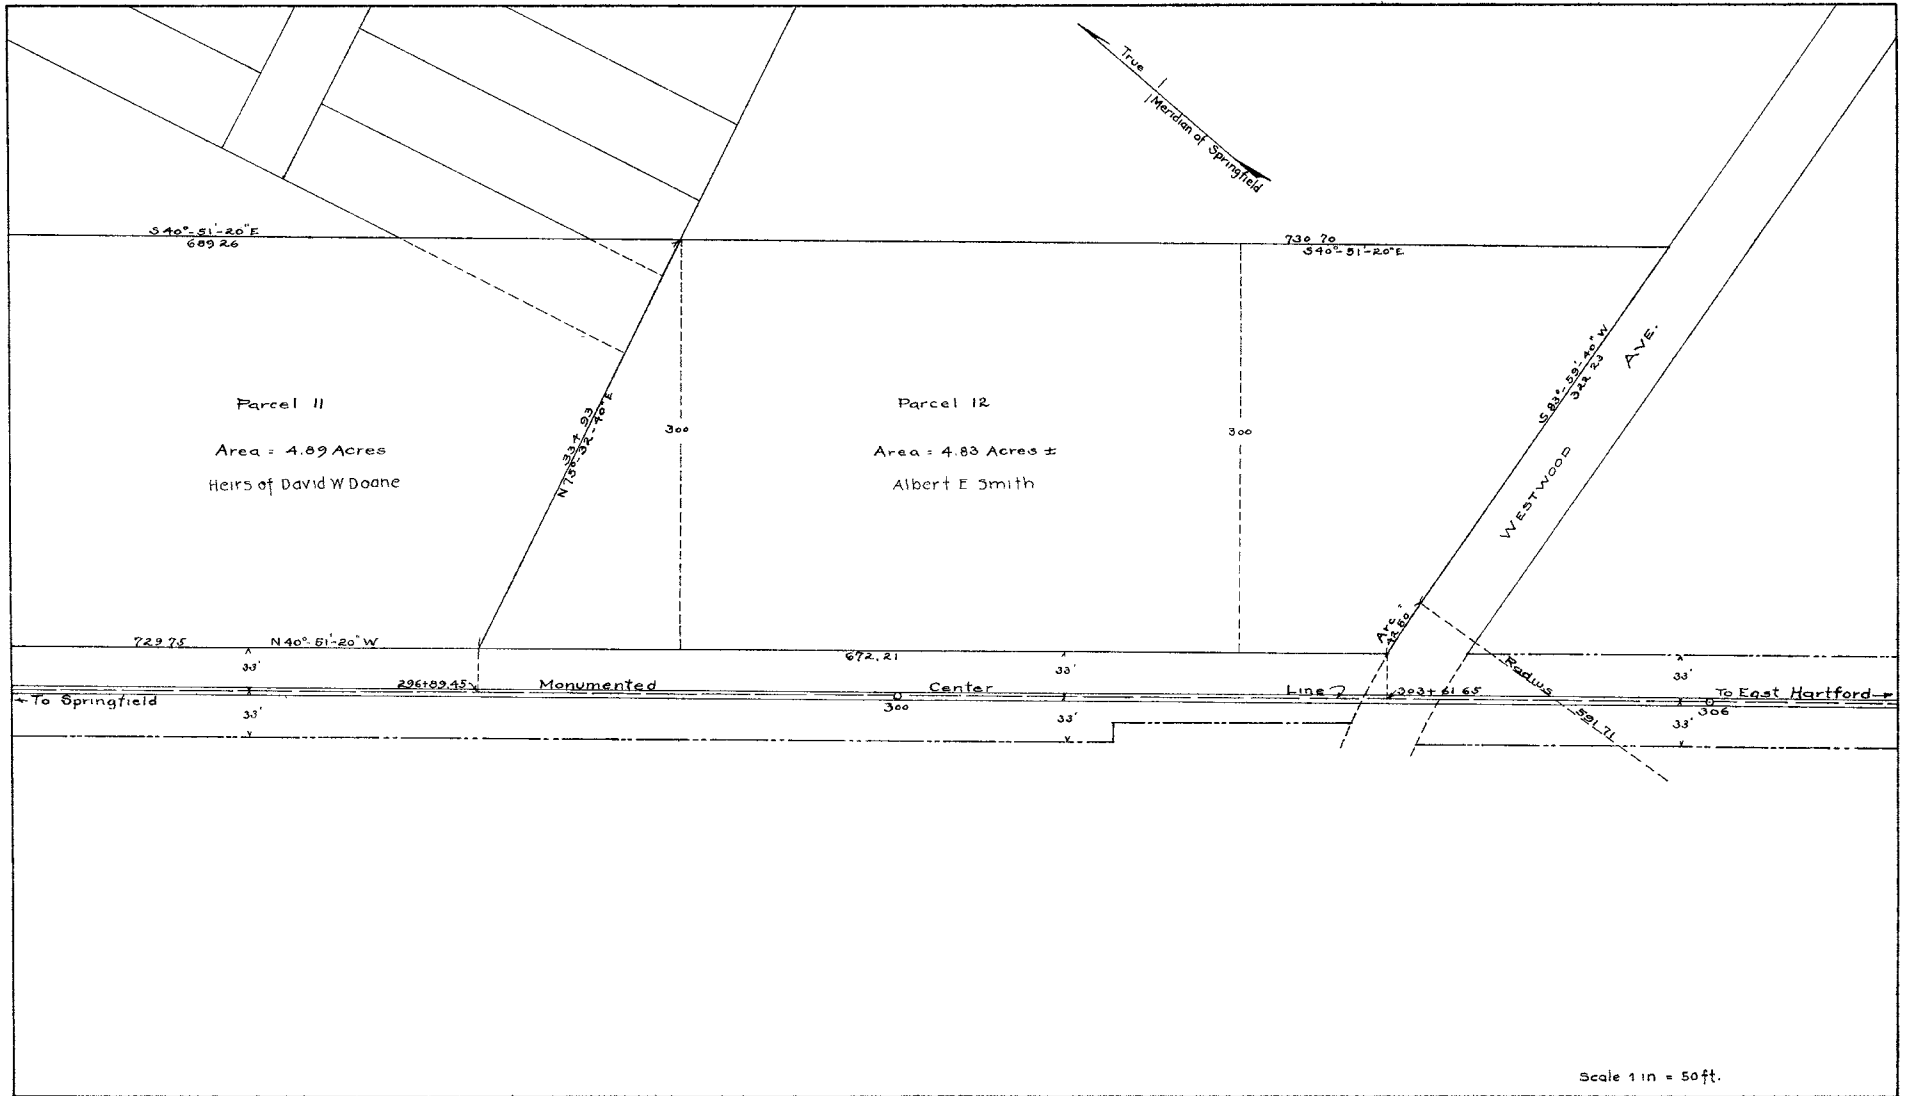 True
Meridian of Springfield
S 40°-51'-20"E
689 26
730 70
S40°-51'-20"E
S 83°-59'-40" W
322 23
WESTWOOD AVE.
Parcel 11
Area = 4.89 Acres
Heirs of David W Doane
334 93
N 75°-32'-40"E
300
Parcel 12
Area = 4.83 Acres ±
Albert E Smith
300
Arc =
42 50
729.75
N 40°-51'-20" W
672.21
33'
33'
33'
Radius 591.71
296+89.45
Monumented Center Line
303+61 65
← To Springfield
To East Hartford →
300
306
33'
33'
33'
Scale 1 in = 50 ft.